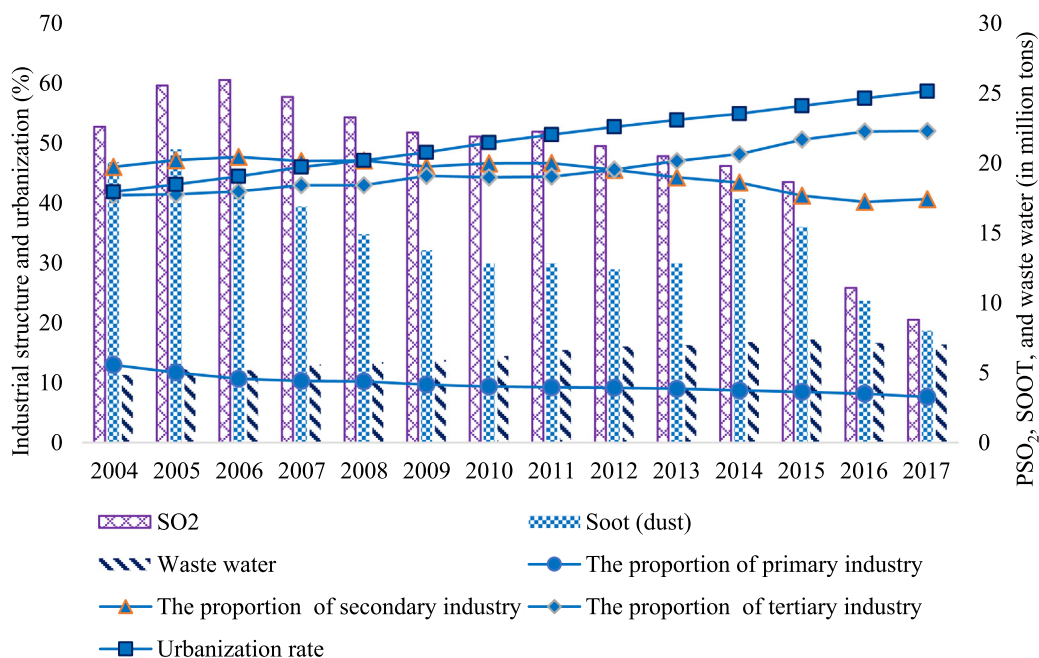 Industrial structure and urbanization (%)
70
60
50
40
30
20
10
0
30
25
20
15
10
5
0
PSO2, SOOT, and waste water (in million tons)
2004 2005 2006 2007 2008 2009 2010 2011 2012 2013 2014 2015 2016 2017
SO2 Soot (dust)
Waste water The proportion of primary industry
The proportion of secondary industry The proportion of tertiary industry
Urbanization rate